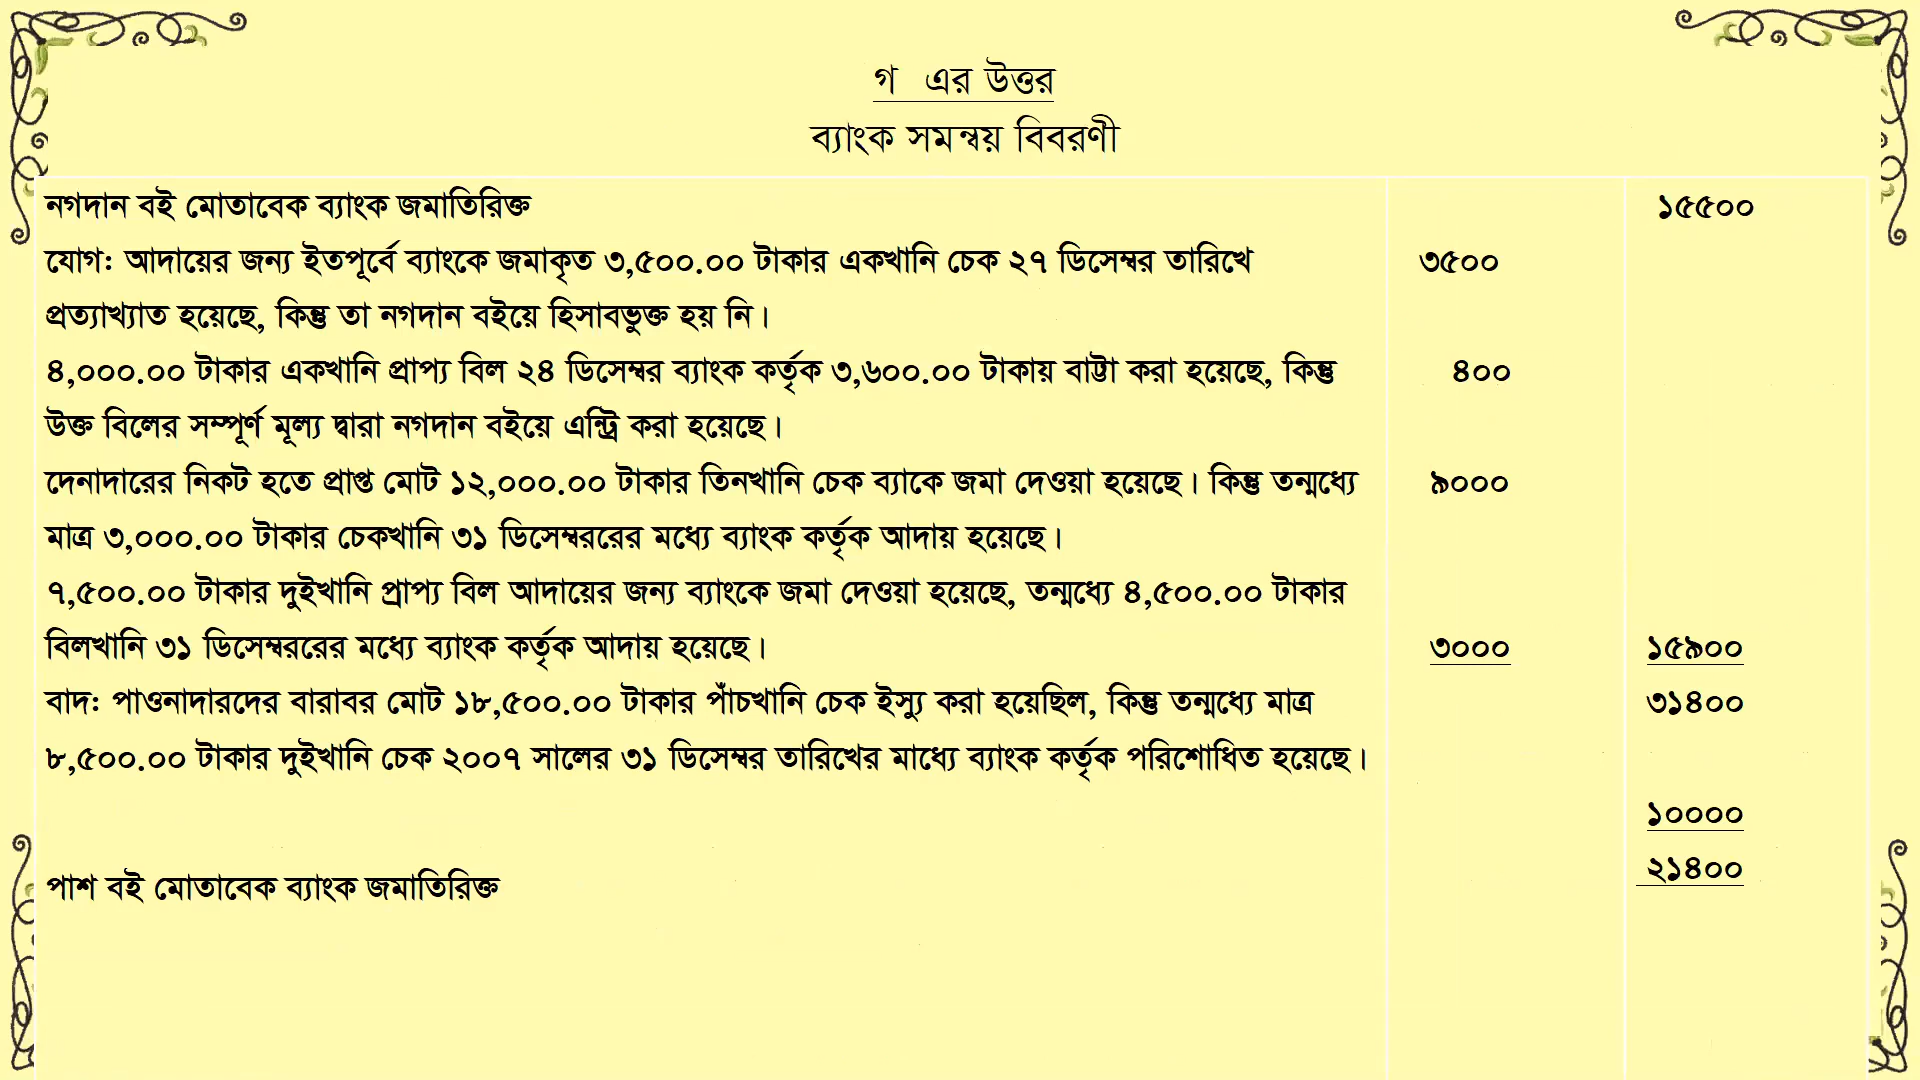 গ এর উত্তর
ব্যাংক সমন্বয় বিবরণী
নগদান বই মোতাবেক ব্যাংক জমাতিরিক্ত ১৫৫০০
যোগ: আদায়ের জন্য ইতপূর্বে ব্যাংকে জমাকৃত ৩,৫০০.০০ টাকার একখানি চেক ২৭ ডিসেম্বর তারিখে ৩৫০০
প্রত্যাখ্যাত হয়েছে, কিন্তু তা নগদান বইয়ে হিসাবভুক্ত হয় নি।
৪,০০০.০০ টাকার একখানি প্রাপ্য বিল ২৪ ডিসেম্বর ব্যাংক কর্তৃক ৩,৬০০.০০ টাকায় বাট্টা করা হয়েছে, কিন্তু ৪০০
উক্ত বিলের সম্পূর্ণ মূল্য দ্বারা নগদান বইয়ে এন্ট্রি করা হয়েছে।
দেনাদারের নিকট হতে প্রাপ্ত মোট ১২,০০০.০০ টাকার তিনখানি চেক ব্যাকে জমা দেওয়া হয়েছে। কিন্তু তন্মধ্যে ৯০০০
মাত্র ৩,০০০.০০ টাকার চেকখানি ৩১ ডিসেম্বররের মধ্যে ব্যাংক কর্তৃক আদায় হয়েছে।
৭,৫০০.০০ টাকার দুইখানি প্রাপ্য বিল আদায়ের জন্য ব্যাংকে জমা দেওয়া হয়েছে, তন্মধ্যে ৪,৫০০.০০ টাকার
বিলখানি ৩১ ডিসেম্বররের মধ্যে ব্যাংক কর্তৃক আদায় হয়েছে। ৩০০০ ১৫৯০০
বাদ: পাওনাদারদের বারাবর মোট ১৮,৫০০.০০ টাকার পাঁচখানি চেক ইস্যু করা হয়েছিল, কিন্তু তন্মধ্যে মাত্র ৩১৪০০
৮,৫০০.০০ টাকার দুইখানি চেক ২০০৭ সালের ৩১ ডিসেম্বর তারিখের মাধ্যে ব্যাংক কর্তৃক পরিশোধিত হয়েছে।
১০০০০
২১৪০০
পাশ বই মোতাবেক ব্যাংক জমাতিরিক্ত